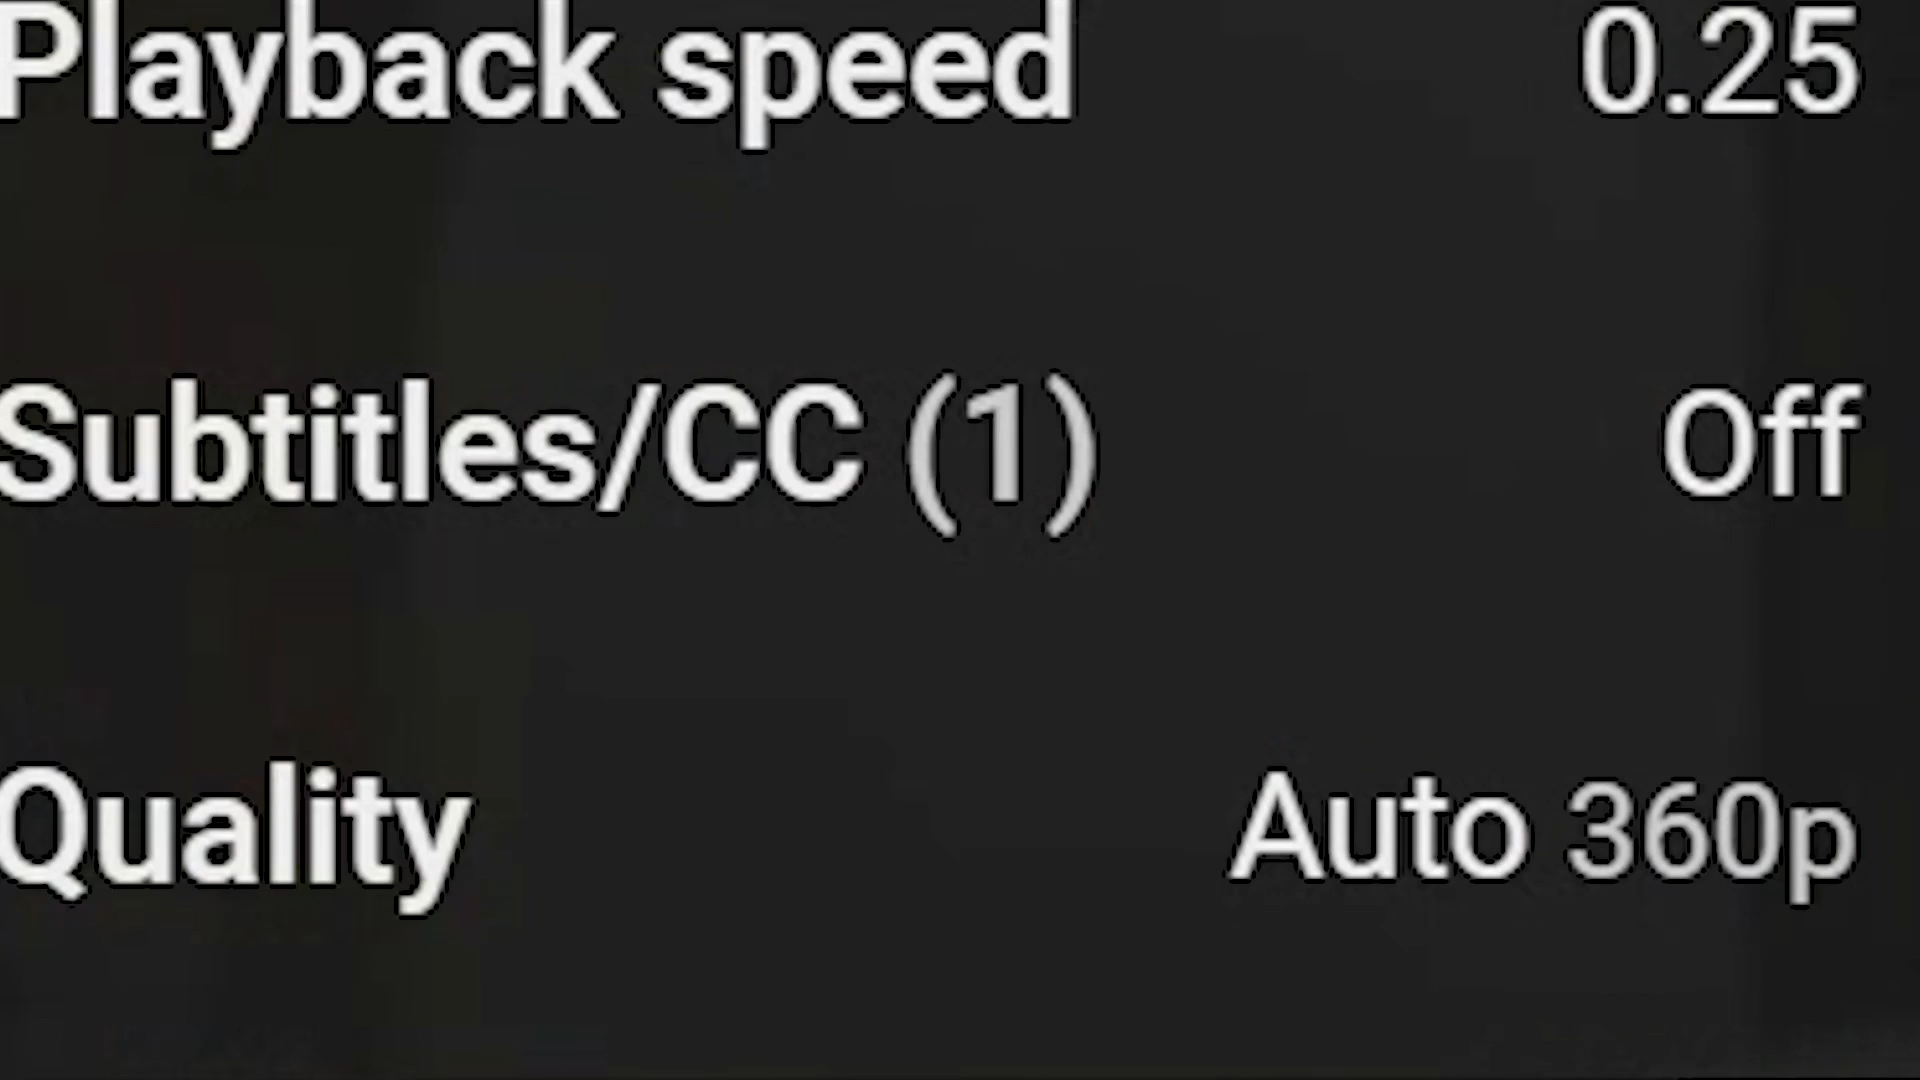 Playback speed 0.25
Subtitles/CC (1) Off
Quality Auto 360p